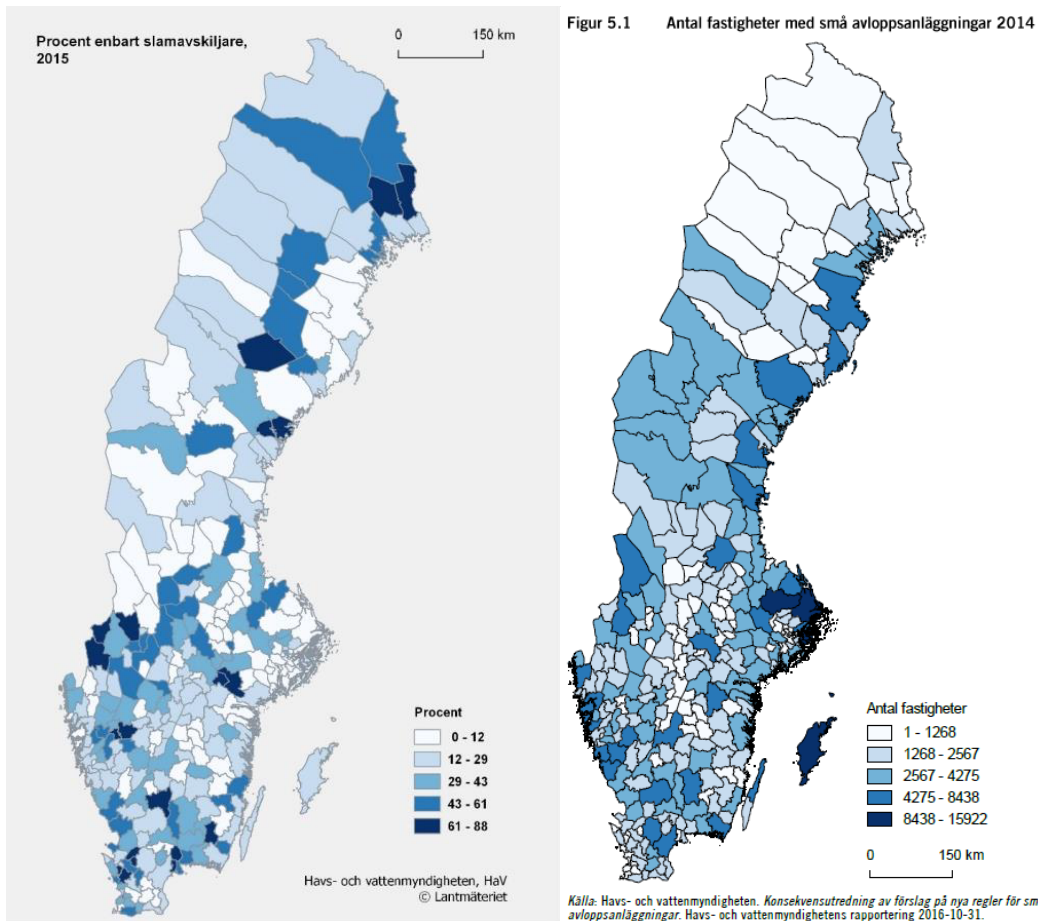 Procent enbart slamavskiljare,
2015
0 150 km
Procent
0 - 12
12 - 29
29 - 43
43 - 61
61 - 88
Havs- och vattenmyndigheten, HaV
© Lantmäteriet
Figur 5.1 Antal fastigheter med små avloppsanläggningar 2014
Antal fastigheter
1 - 1268
1268 - 2567
2567 - 4275
4275 - 8438
8438 - 15922
0 150 km
Källa: Havs- och vattenmyndigheten. Konsekvensutredning av förslag på nya regler för sm
avloppsanläggningar. Havs- och vattenmyndighetens rapportering 2016-10-31.